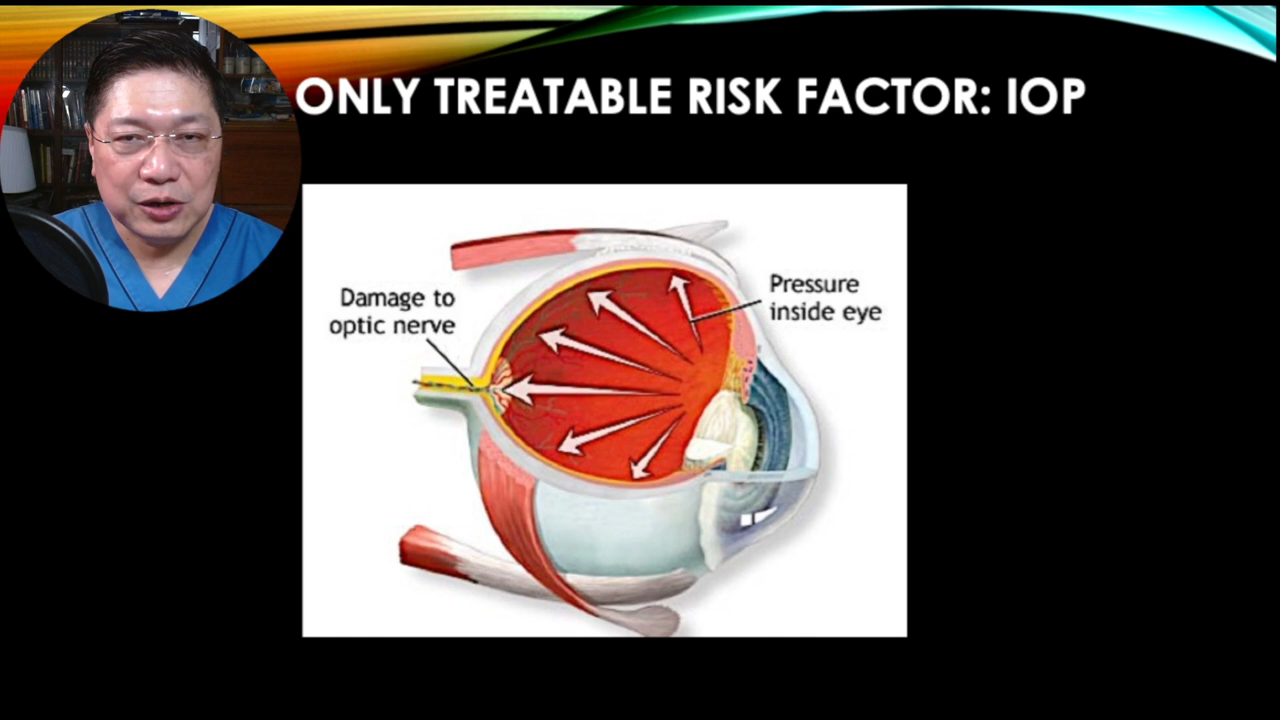 ONLY TREATABLE RISK FACTOR: IOP
Damage to
optic nerve
Pressure
inside eye